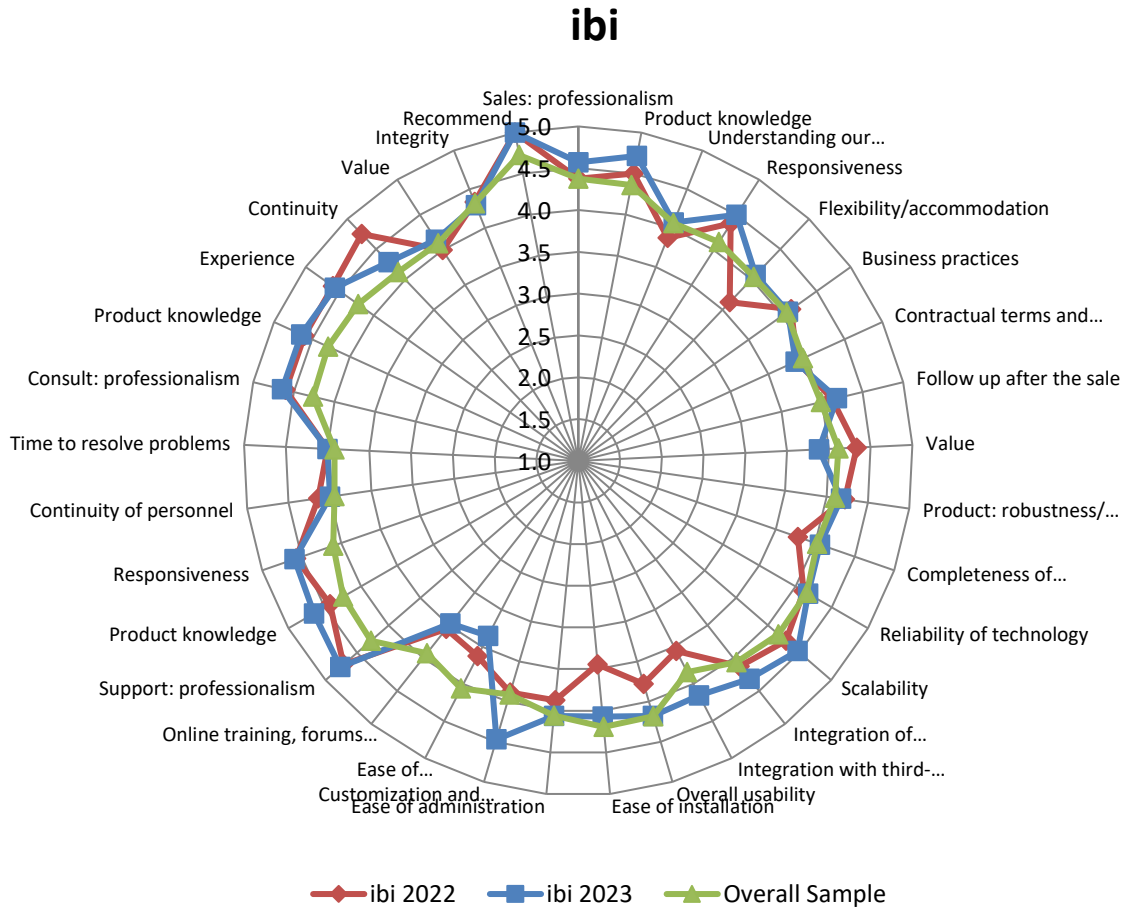 ibi
Sales: professionalism
Product knowledge
Understanding our...
Responsiveness
Flexibility/accommodation
Business practices
Contractual terms and...
Follow up after the sale
Value
Product: robustness/...
Completeness of...
Reliability of technology
Scalability
Integration of...
Integration with third-...
Overall usability
Ease of installation
Ease of administration
Customization and...
Ease of...
Online training, forums...
Support: professionalism
Product knowledge
Responsiveness
Continuity of personnel
Time to resolve problems
Consult: professionalism
Product knowledge
Experience
Continuity
Value
Integrity
Recommend
5.0
4.5
4.0
3.5
3.0
2.5
2.0
1.5
1.0
ibi 2022
ibi 2023
Overall Sample